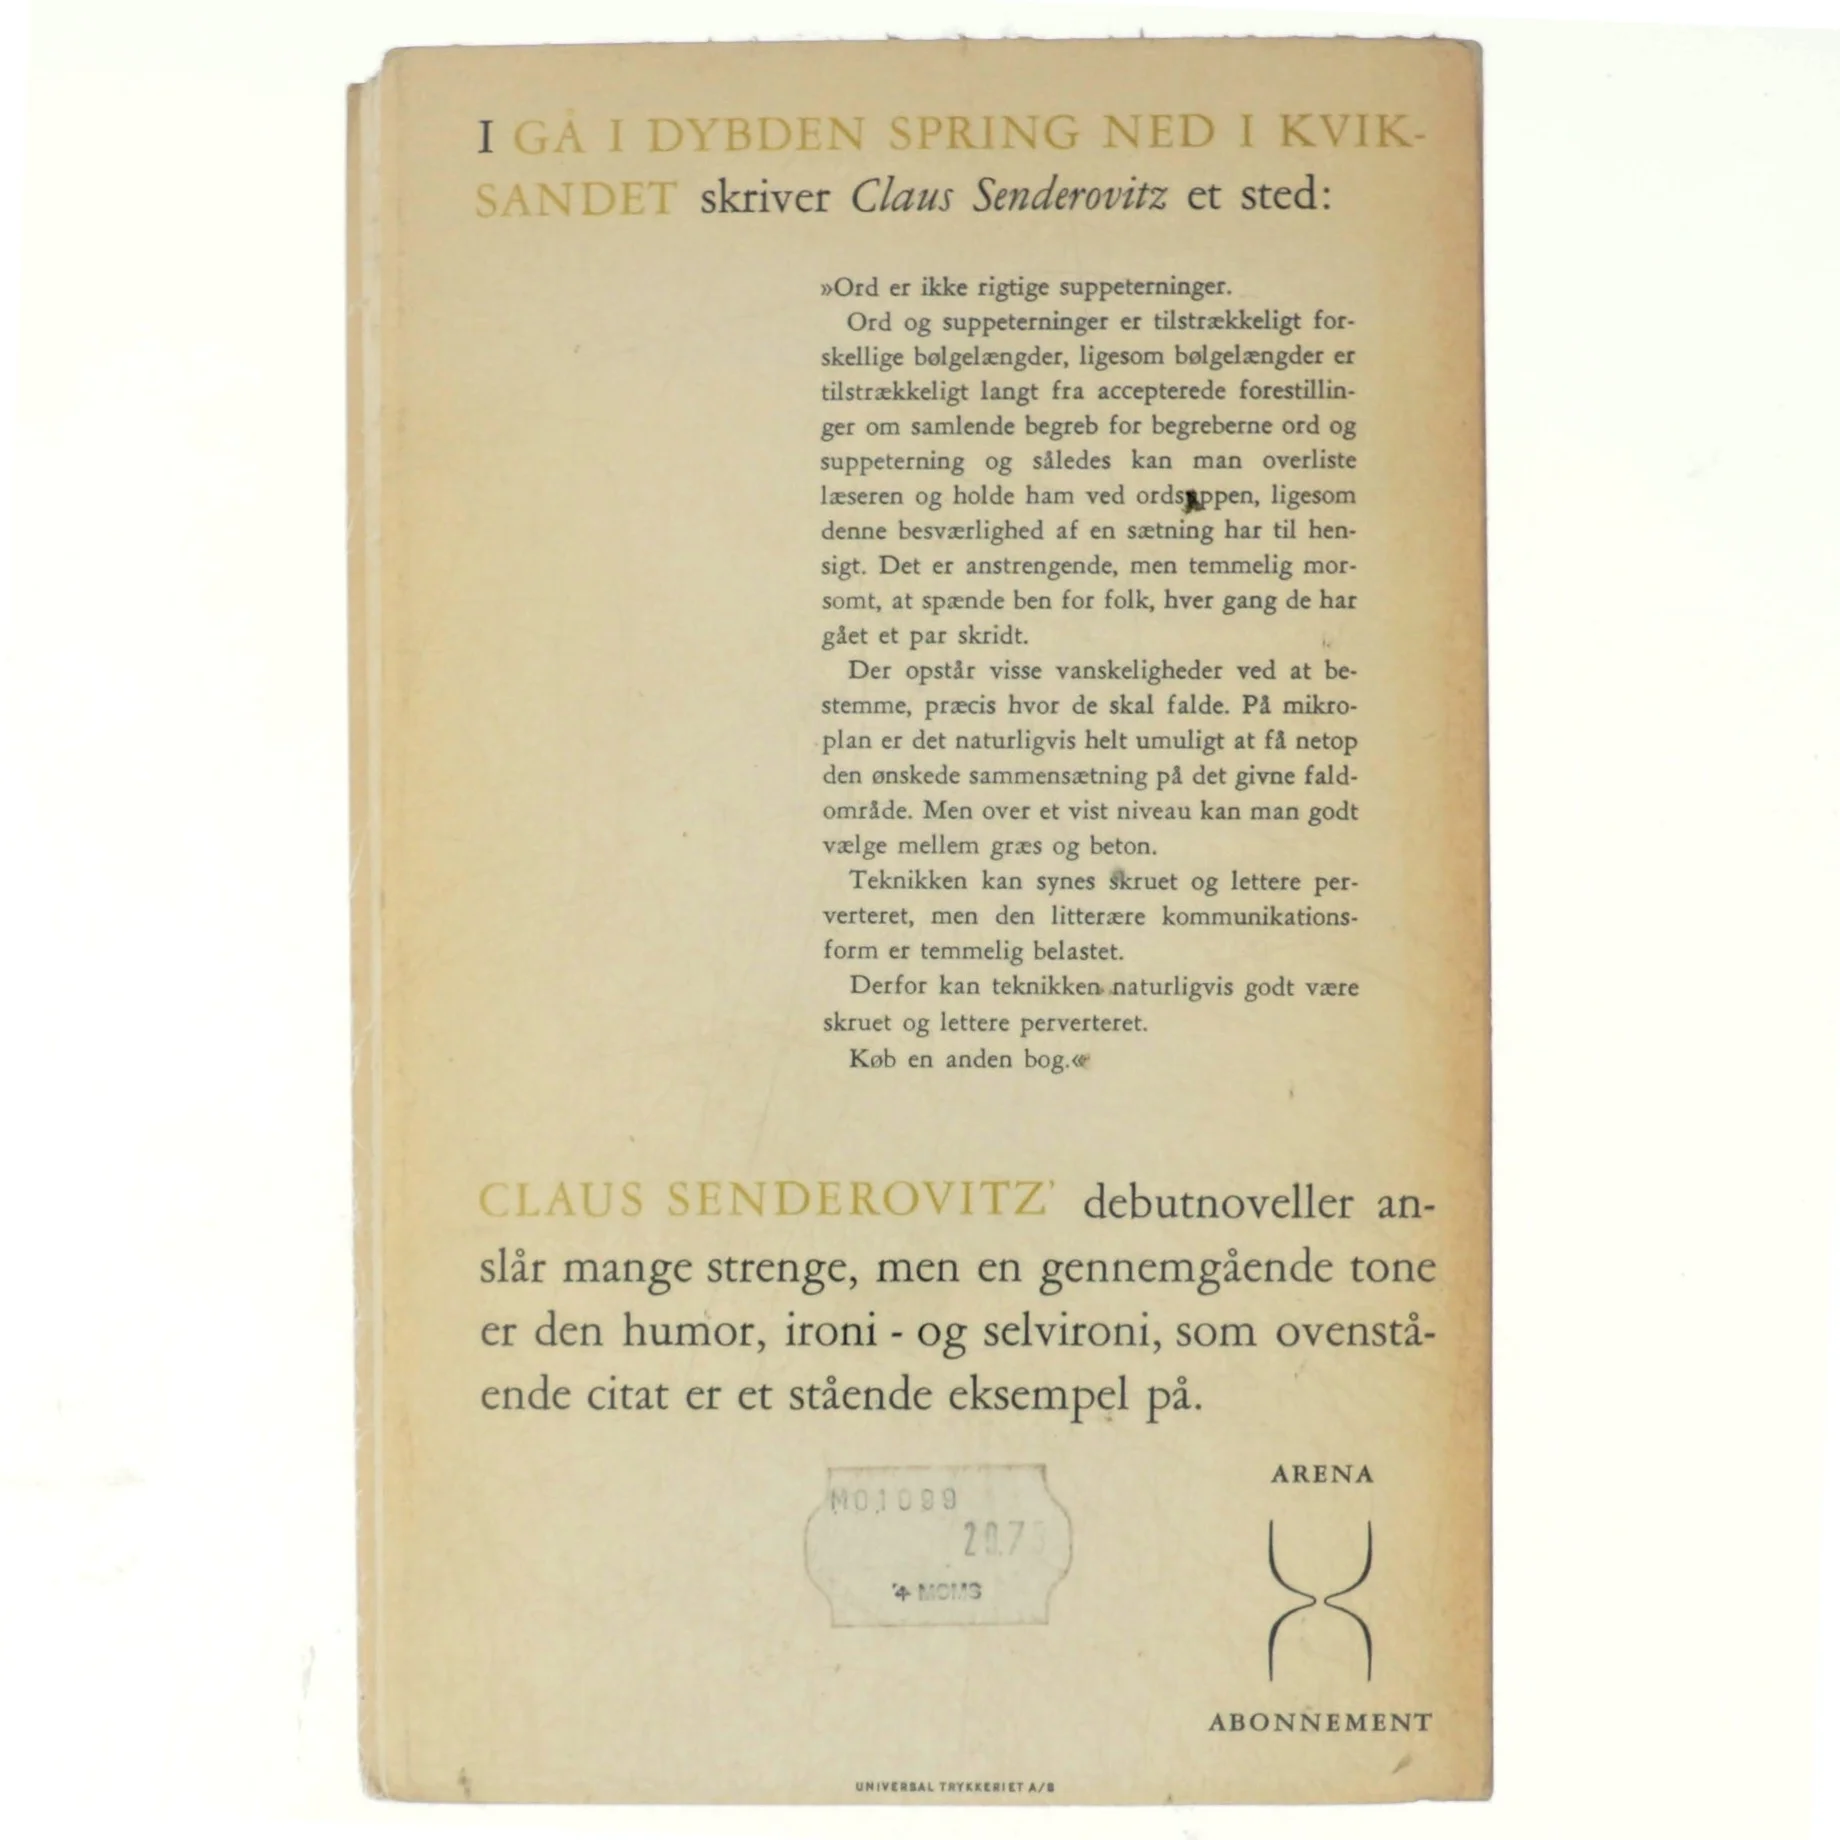 I GÅ I DYBDEN SPRING NED I KVIK-
SANDET skriver Claus Senderovitz et sted:
»Ord er ikke rigtige suppeterninger.
Ord og suppeterninger er tilstrækkeligt for-
skellige bølgelængder, ligesom bølgelængder er
tilstrækkeligt langt fra accepterede forestillin-
ger om samlende begreb for begreberne ord og
suppeterning og således kan man overliste
læseren og holde ham ved ordsuppen, ligesom
denne besværlighed af en sætning har til hen-
sigt. Det er anstrengende, men temmelig mor-
somt, at spænde ben for folk, hver gang de har
gået et par skridt.
Der opstår visse vanskeligheder ved at be-
stemme, præcis hvor de skal falde. På mikro-
plan er det naturligvis helt umuligt at få netop
den ønskede sammensætning på det givne fald-
område. Men over et vist niveau kan man godt
vælge mellem græs og beton.
Teknikken kan synes skruet og lettere per-
verteret, men den litterære kommunikations-
form er temmelig belastet.
Derfor kan teknikken naturligvis godt være
skruet og lettere perverteret.
Køb en anden bog.«
CLAUS SENDEROVITZ' debutnoveller an-
slår mange strenge, men en gennemgående tone
er den humor, ironi - og selvironi, som ovenstå-
ende citat er et stående eksempel på.
MOMS
ARENA
ABONNEMENT
UNIVERSAL TRYKKERIET A/S